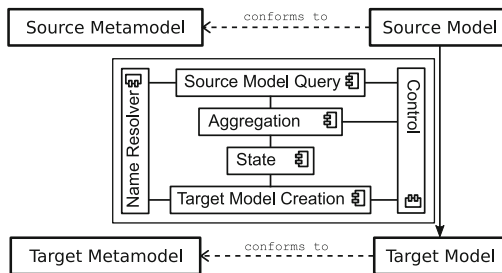 conforms to
Source Metamodel
Source Model
Name Resolver
Source Model Query
Control
Aggregation
State
Target Model Creation
conforms to
Target Metamodel
Target Model